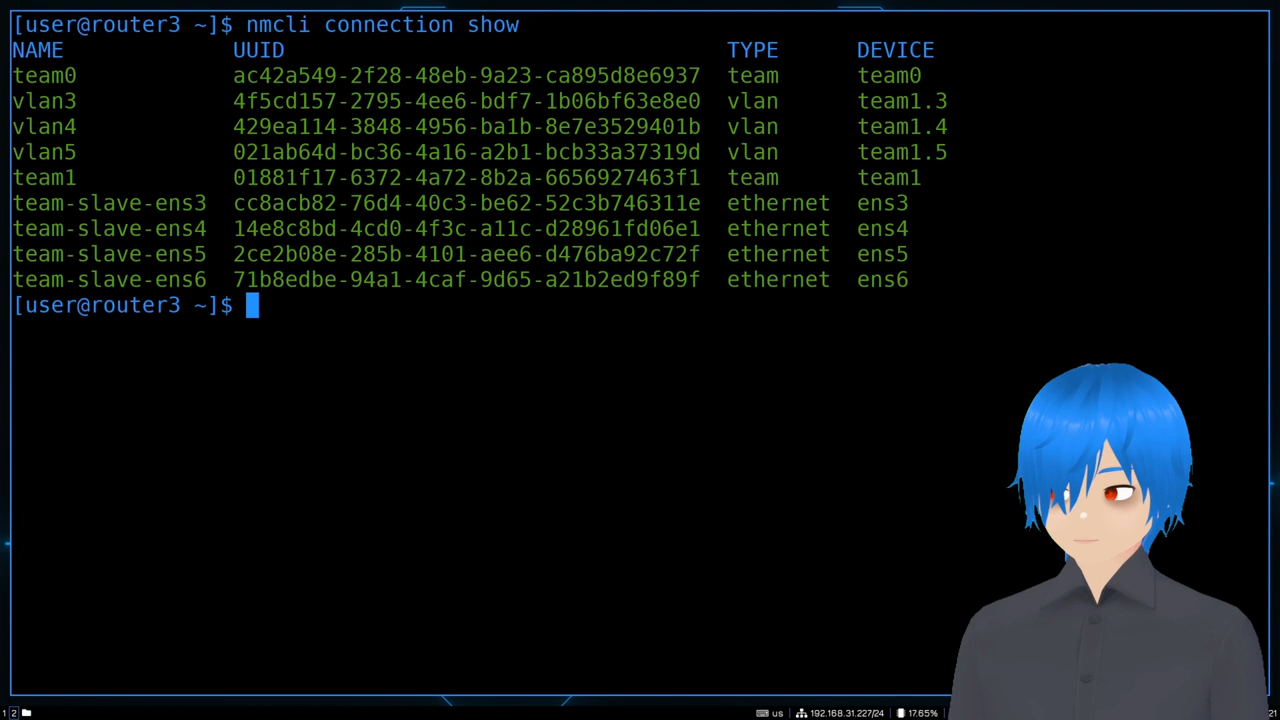 [user@router3 ~]$ nmcli connection show
NAME UUID TYPE DEVICE
team0 ac42a549-2f28-48eb-9a23-ca895d8e6937 team team0
vlan3 4f5cd157-2795-4ee6-bdf7-1b06bf63e8e0 vlan team1.3
vlan4 429ea114-3848-4956-ba1b-8e7e3529401b vlan team1.4
vlan5 021ab64d-bc36-4a16-a2b1-bcb33a37319d vlan team1.5
team1 01881f17-6372-4a72-8b2a-6656927463f1 team team1
team-slave-ens3 cc8acb82-76d4-40c3-be62-52c3b746311e ethernet ens3
team-slave-ens4 14e8c8bd-4cd0-4f3c-a11c-d28961fd06e1 ethernet ens4
team-slave-ens5 2ce2b08e-285b-4101-aee6-d476ba92c72f ethernet ens5
team-slave-ens6 71b8edbe-94a1-4caf-9d65-a21b2ed9f89f ethernet ens6
[user@router3 ~]$
1 2 us 192.168.31.227/24 17.65% 21